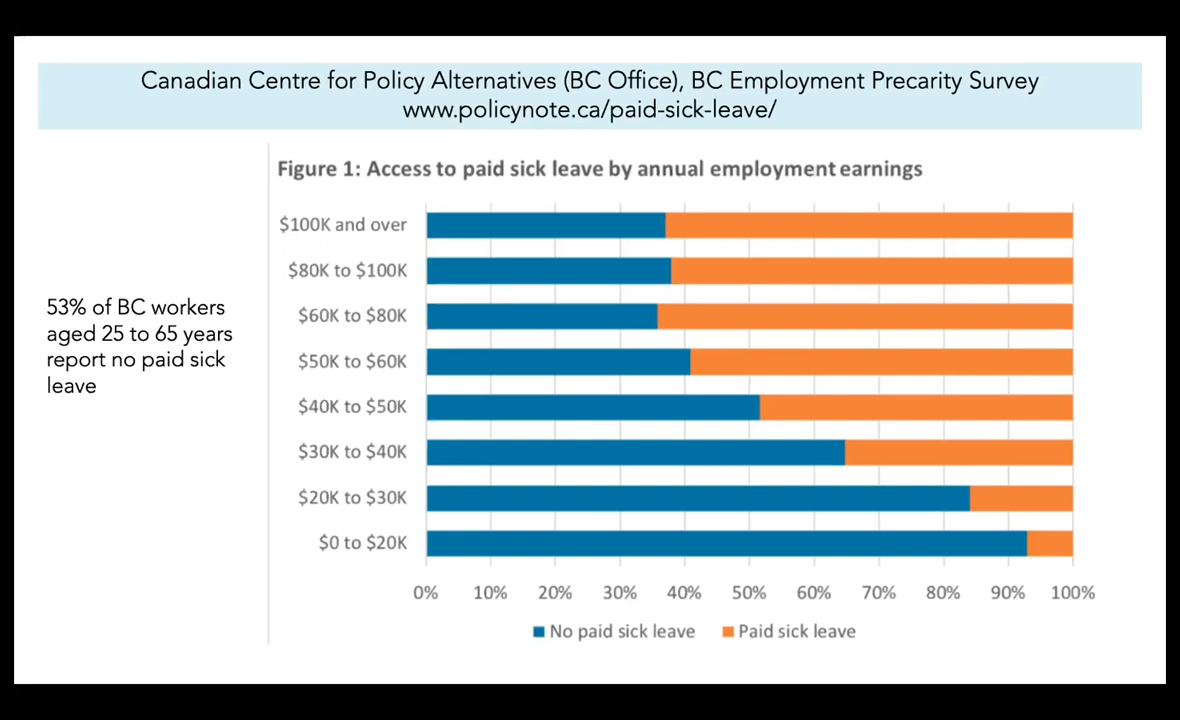 Canadian Centre for Policy Alternatives (BC Office), BC Employment Precarity Survey
www.policynote.ca/paid-sick-leave/
53% of BC workers
aged 25 to 65 years
report no paid sick
leave
Figure 1: Access to paid sick leave by annual employment earnings
$100K and over
$80K to $100K
$60K to $80K
$50K to $60K
$40K to $50K
$30K to $40K
$20K to $30K
$0 to $20K
0% 10% 20% 30% 40% 50% 60% 70% 80% 90% 100%
No paid sick leave Paid sick leave